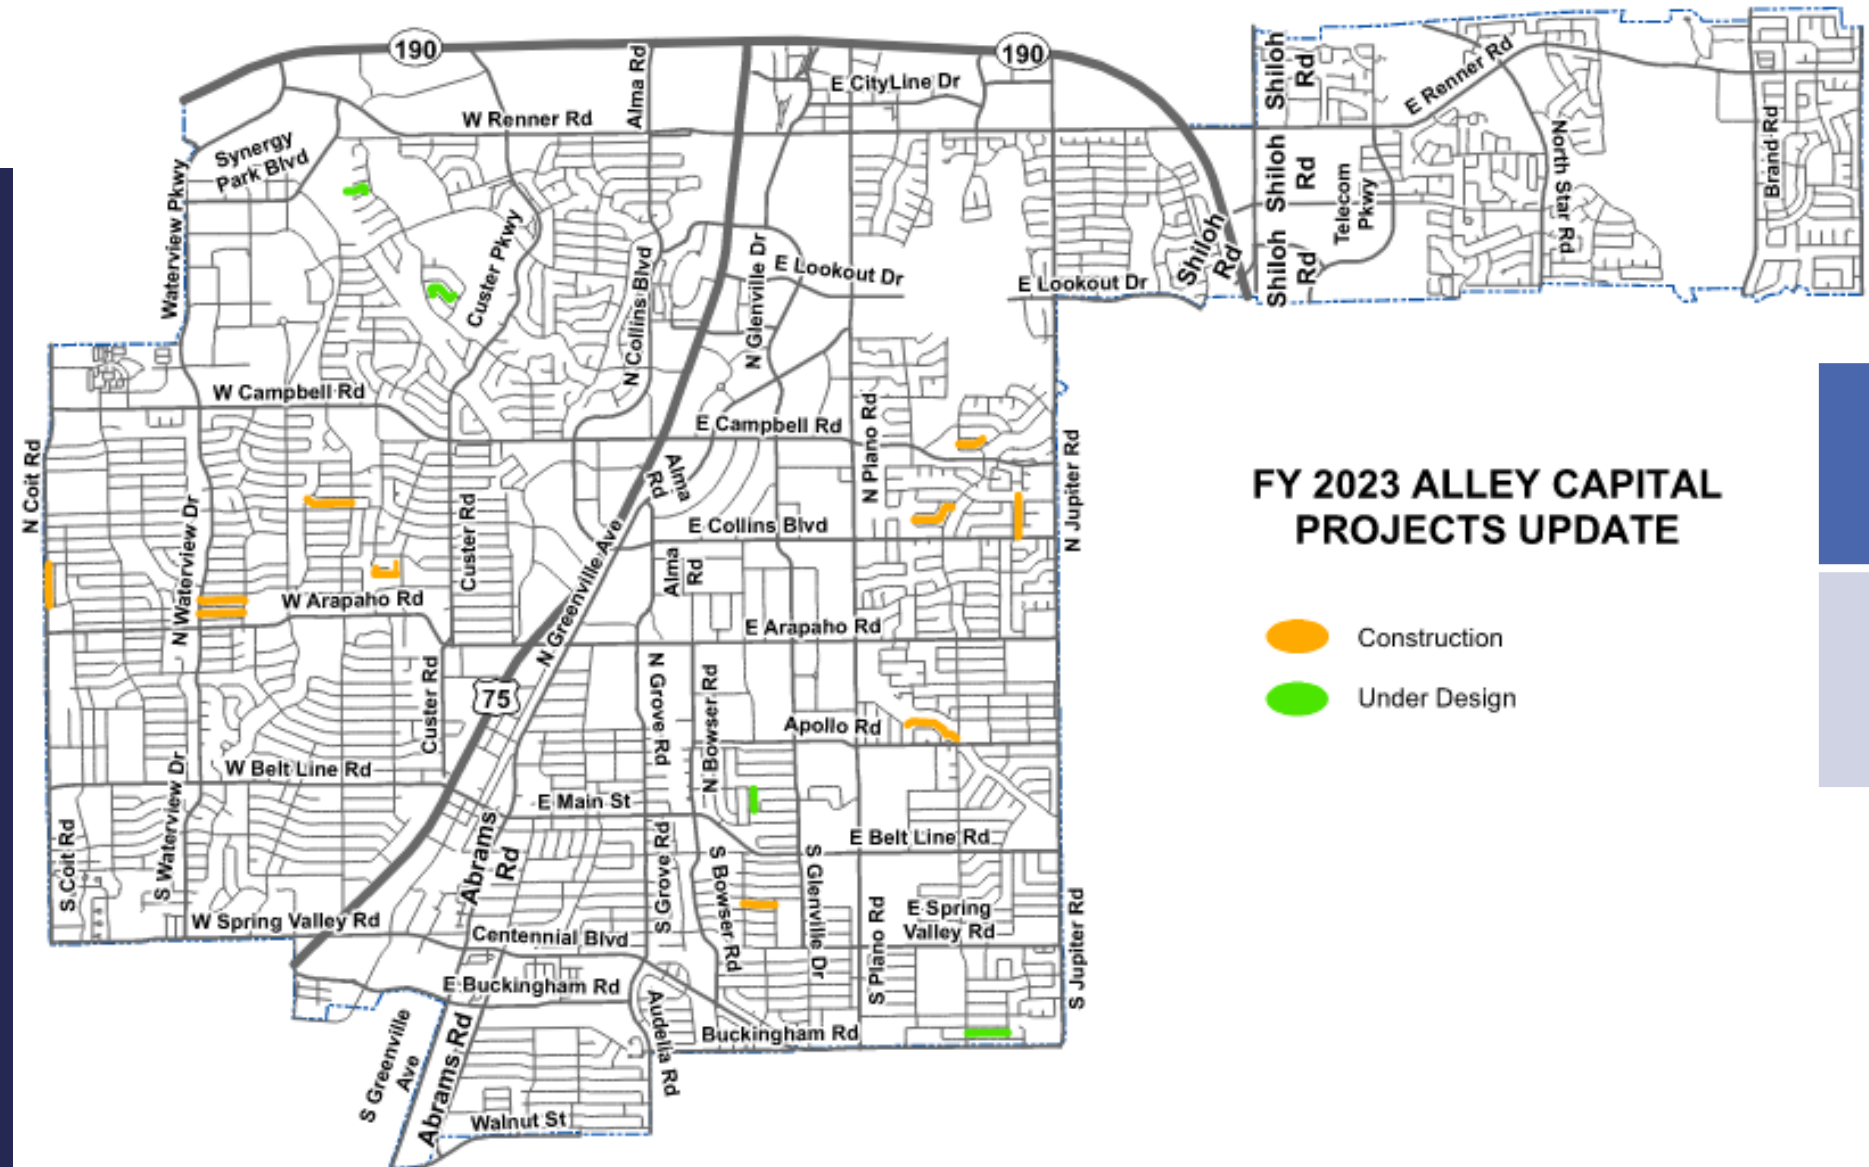 190
190
Alma Rd
E CityLine Dr
Shiloh
Rd
E Renner Rd
W Renner Rd
Synergy
Park Blvd
Shiloh
Rd
Telecom
Pkwy
North Star Rd
Brand Rd
Waterview Pkwy
Custer Pkwy
N Collins Blvd
N Glenville Dr
E Lookout Dr
E Lookout Dr
Shiloh
Rd
Shiloh
Rd
W Campbell Rd
E Campbell Rd
N Plano Rd
N Jupiter Rd
N Coit Rd
N Waterview Dr
Custer Rd
Alma
Rd
E Collins Blvd
N Greenville Ave
Alma
Rd
W Arapaho Rd
E Arapaho Rd
FY 2023 ALLEY CAPITAL
PROJECTS UPDATE
Construction
Under Design
75
Custer Rd
N Grove Rd
N Bowser Rd
Apollo Rd
W Belt Line Rd
E Main St
E Belt Line Rd
S Coit Rd
S Waterview Dr
Abrams
Rd
S Grove Rd
S Bowser Rd
S Glenville Dr
S Plano Rd
E Spring
Valley Rd
S Jupiter Rd
W Spring Valley Rd
Centennial Blvd
E Buckingham Rd
Buckingham Rd
Audelia Rd
S Greenville
Ave
Abrams Rd
Walnut St